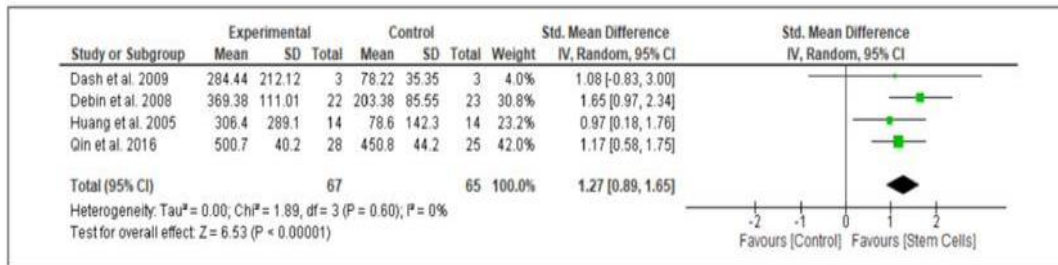 Experimental Control Std. Mean Difference Std. Mean Difference
Study or Subgroup Mean SD Total Mean SD Total Weight IV, Random, 95% CI IV, Random, 95% CI
Dash et al. 2009 284.44 212.12 3 78.22 35.35 3 4.0% 1.08 [-0.83, 3.00]
Debin et al. 2008 369.38 111.01 22 203.38 85.55 23 30.8% 1.65 [0.97, 2.34]
Huang et al. 2005 306.4 289.1 14 78.6 142.3 14 23.2% 0.97 [0.18, 1.76]
Qin et al. 2016 500.7 40.2 28 450.8 44.2 25 42.0% 1.17 [0.58, 1.75]
Total (95% CI) 67 65 100.0% 1.27 [0.89, 1.65]
Heterogeneity: Tau² = 0.00; Chi² = 1.89, df = 3 (P = 0.60); I² = 0%
Test for overall effect: Z = 6.53 (P < 0.00001)
-2 -1 0 1 2
Favours [Control] Favours [Stem Cells]